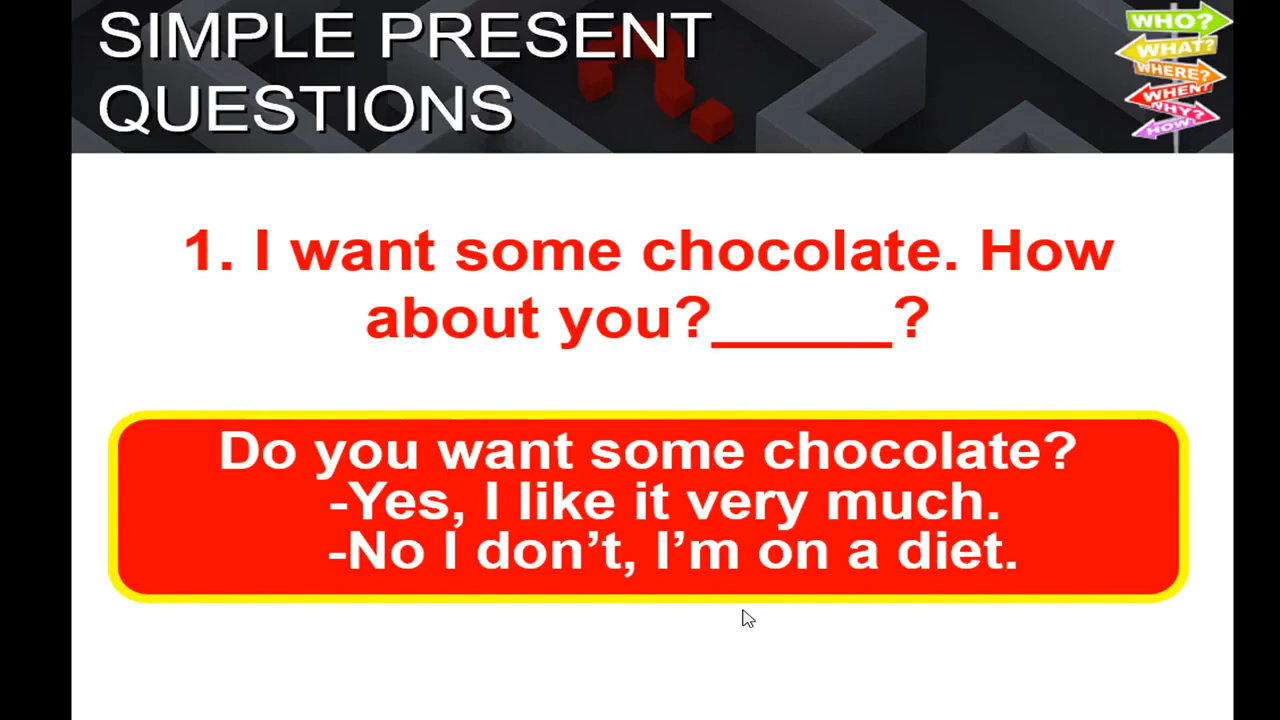 SIMPLE PRESENT
QUESTIONS
WHO?
WHAT?
WHERE?
WHEN?
WHY?
HOW
1. I want some chocolate. How
about you?_____?
Do you want some chocolate?
-Yes, I like it very much.
-No I don’t, I’m on a diet.